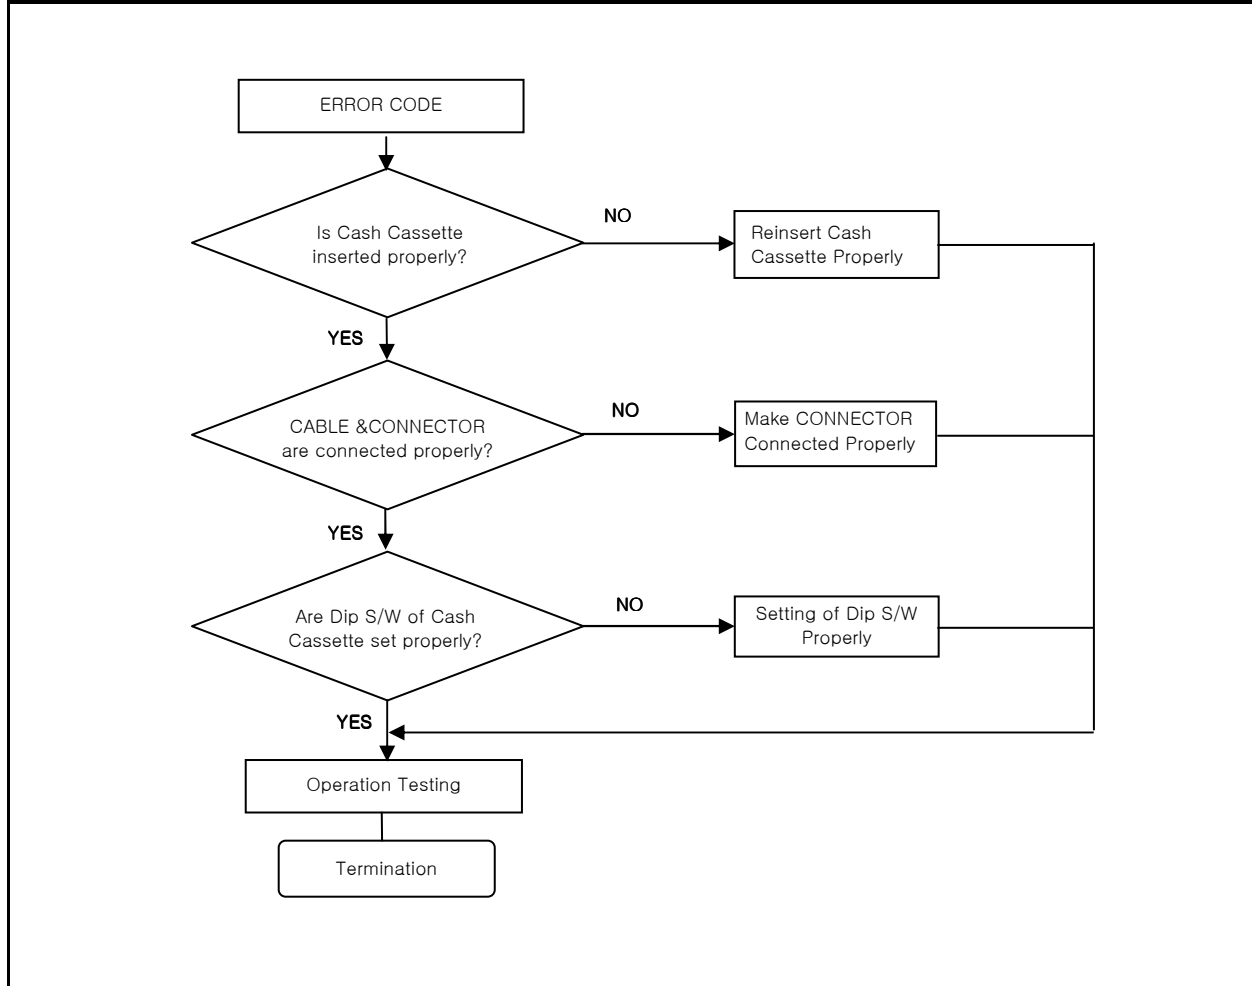 ERROR CODE
Is Cash Cassette
inserted properly?
NO
Reinsert Cash
Cassette Properly
YES
CABLE &CONNECTOR
are connected properly?
NO
Make CONNECTOR
Connected Properly
YES
Are Dip S/W of Cash
Cassette set properly?
NO
Setting of Dip S/W
Properly
YES
Operation Testing
Termination